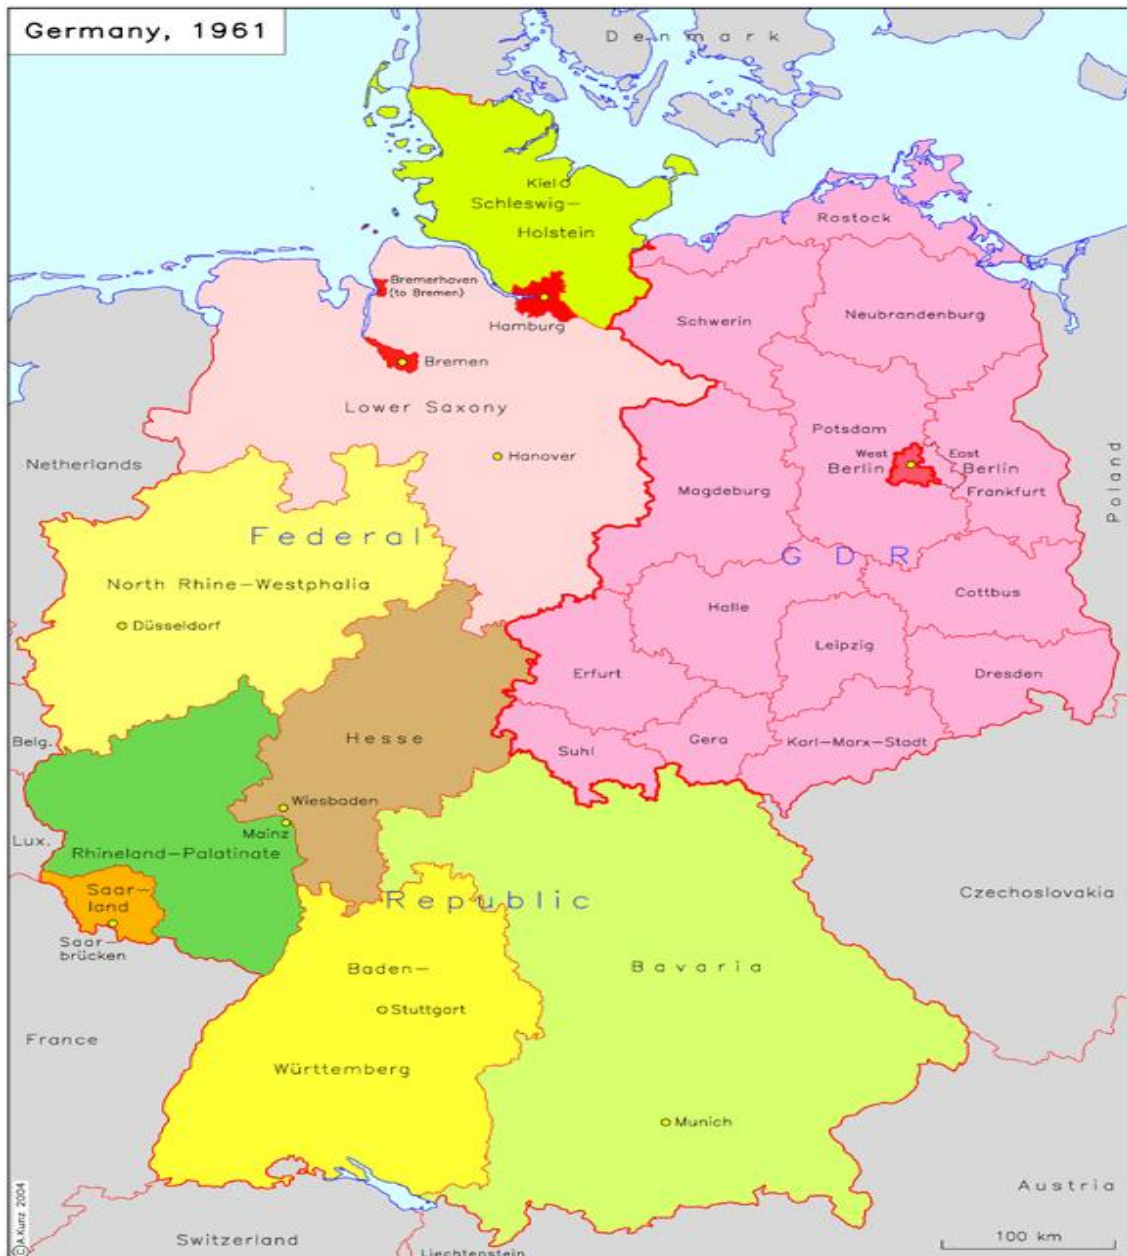 Germany, 1961
Denmark
Kiel
Schleswig-
Holstein
Rostock
Bremerhaven
(to Bremen)
Hamburg
Schwerin
Neubrandenburg
Bremen
Lower Saxony
Potsdam
West
Berlin
East
Berlin
Netherlands
Hanover
Magdeburg
Frankfurt
Poland
Federal
GDR
North Rhine-Westphalia
Halle
Cottbus
Düsseldorf
Leipzig
Erfurt
Dresden
Belg.
Hesse
Suhl
Gera
Karl-Marx-Stadt
Wiesbaden
Mainz
Lux.
Rhineland-Palatinate
Saar-
land
Republic
Czechoslovakia
Saar-
brücken
Baden-
Bavaria
Stuttgort
France
Württemberg
Munich
Austria
©A.Kunz 2004
Switzerland
Liechtenstein
100 km